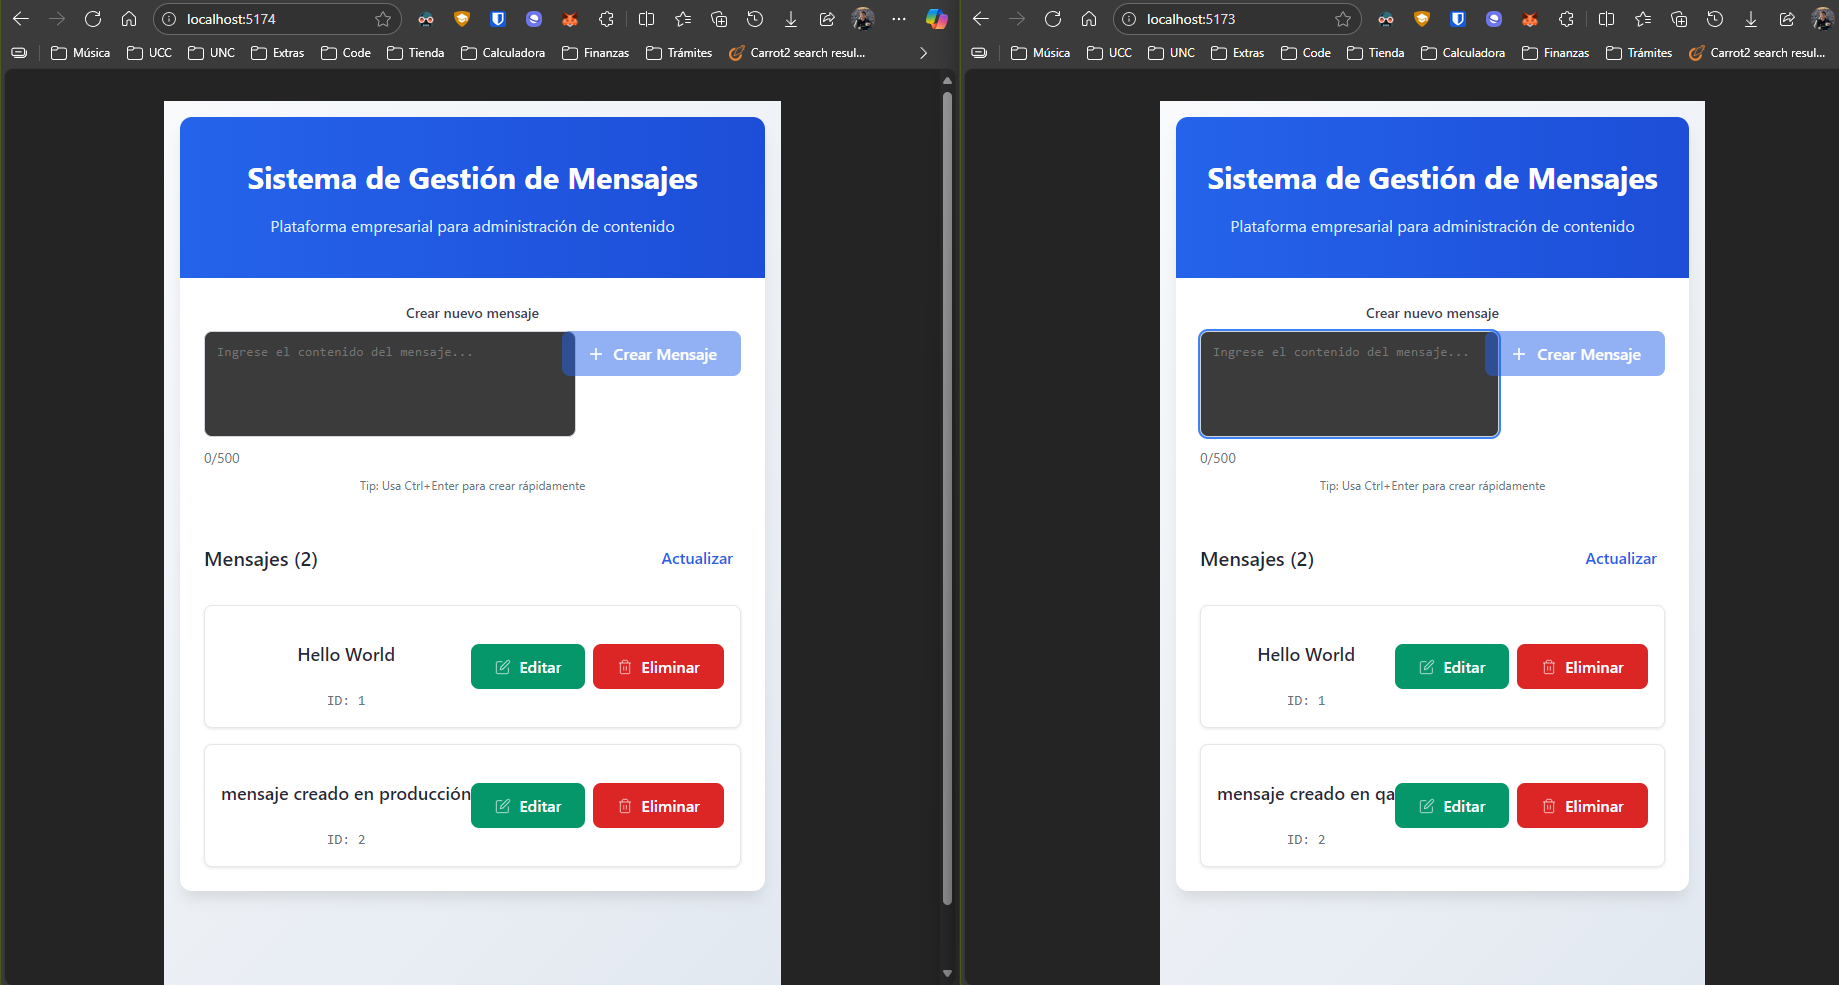 localhost:5174
Música UCC UNC Extras Code Tienda Calculadora Finanzas Trámites Carrot2 search resul...
Sistema de Gestión de Mensajes
Plataforma empresarial para administración de contenido
Crear nuevo mensaje
Ingrese el contenido del mensaje...
+ Crear Mensaje
0/500
Tip: Usa Ctrl+Enter para crear rápidamente
Mensajes (2) Actualizar
Hello World
ID: 1
Editar Eliminar
mensaje creado en producción
ID: 2
Editar Eliminar
localhost:5173
Música UCC UNC Extras Code Tienda Calculadora Finanzas Trámites Carrot2 search resul...
Sistema de Gestión de Mensajes
Plataforma empresarial para administración de contenido
Crear nuevo mensaje
Ingrese el contenido del mensaje...
+ Crear Mensaje
0/500
Tip: Usa Ctrl+Enter para crear rápidamente
Mensajes (2) Actualizar
Hello World
ID: 1
Editar Eliminar
mensaje creado en qa
ID: 2
Editar Eliminar